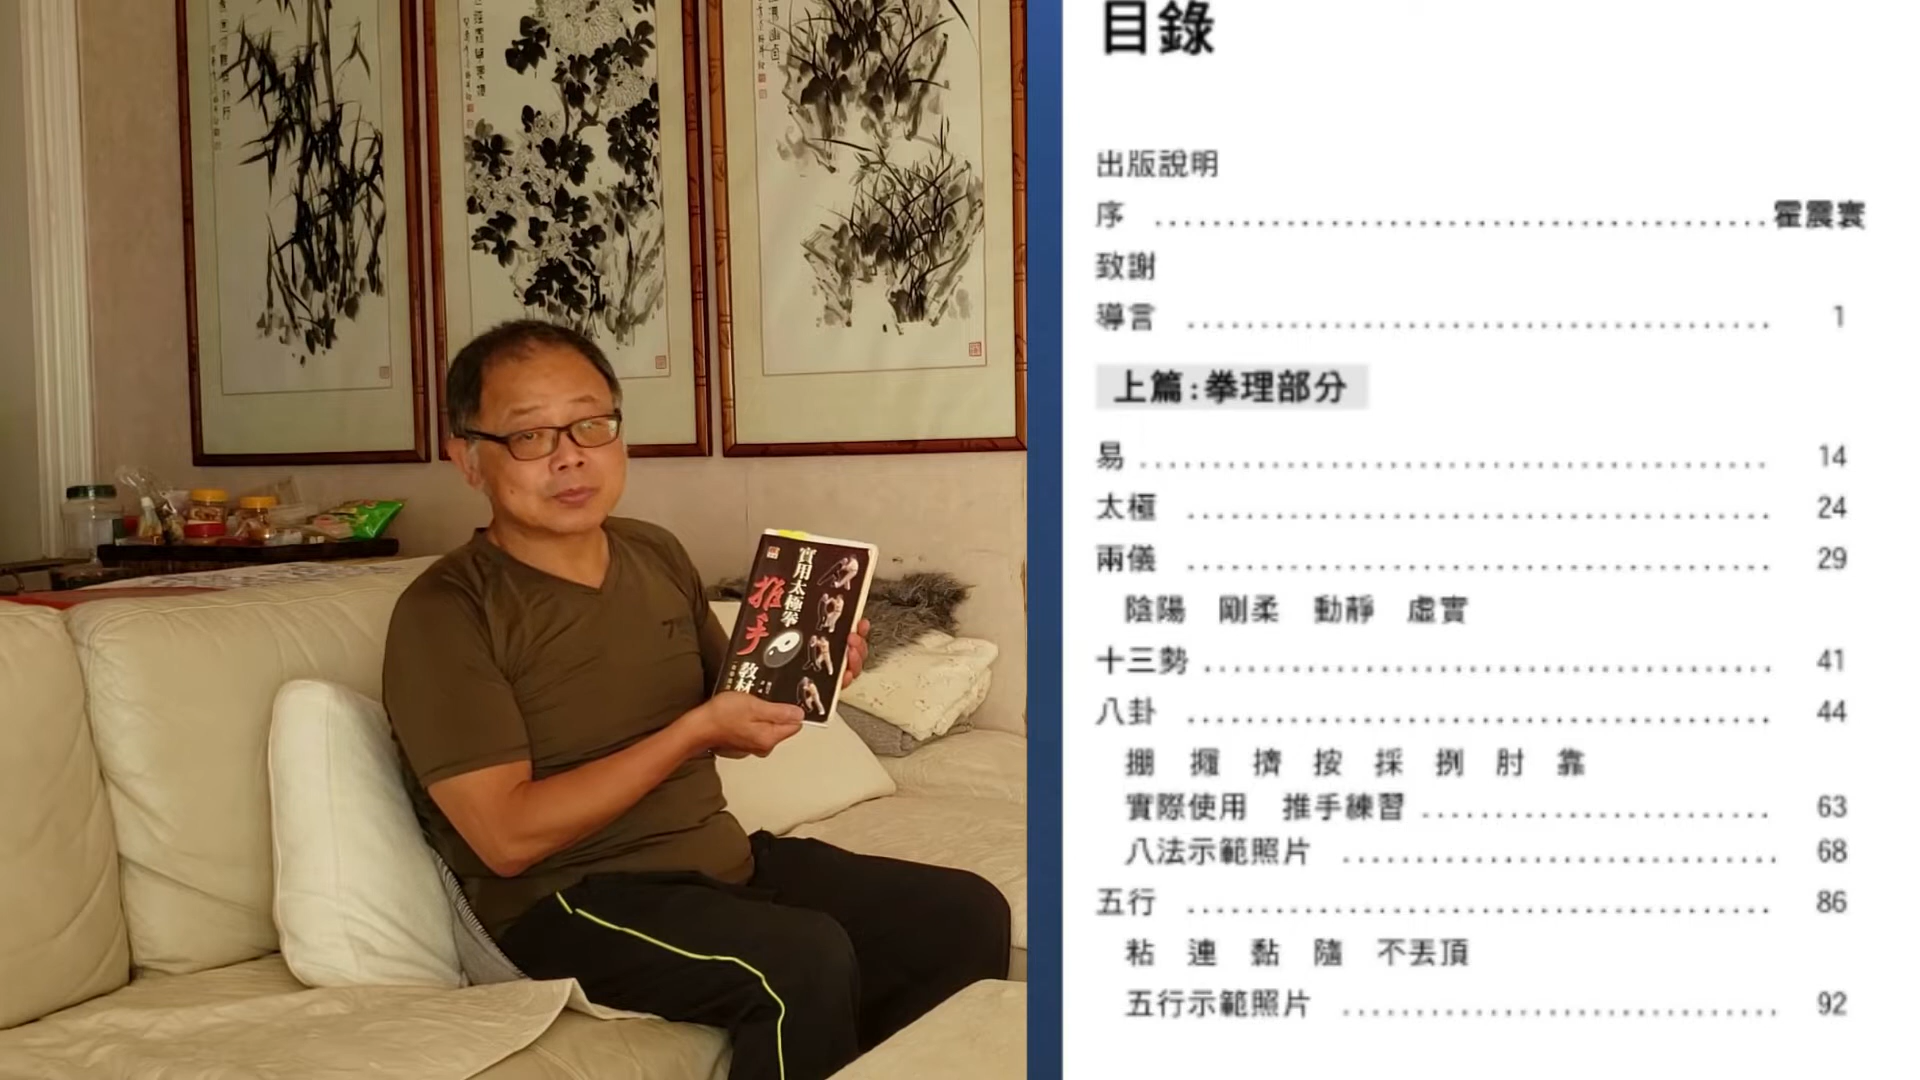 實用太極拳
推手
教材
目錄
出版說明
序 ........................................ 霍震寰
致謝
導言 ........................................ 1
上篇:拳理部分
易 ........................................ 14
太極 ........................................ 24
兩儀 ........................................ 29
陰陽 剛柔 動靜 虛實
十三勢 ........................................ 41
八卦 ........................................ 44
掤 攦 擠 按 採 挒 肘 靠
實際使用 推手練習 ........................ 63
八法示範照片 ............................. 68
五行 ........................................ 86
粘 連 黏 隨 不丟頂
五行示範照片 ............................. 92